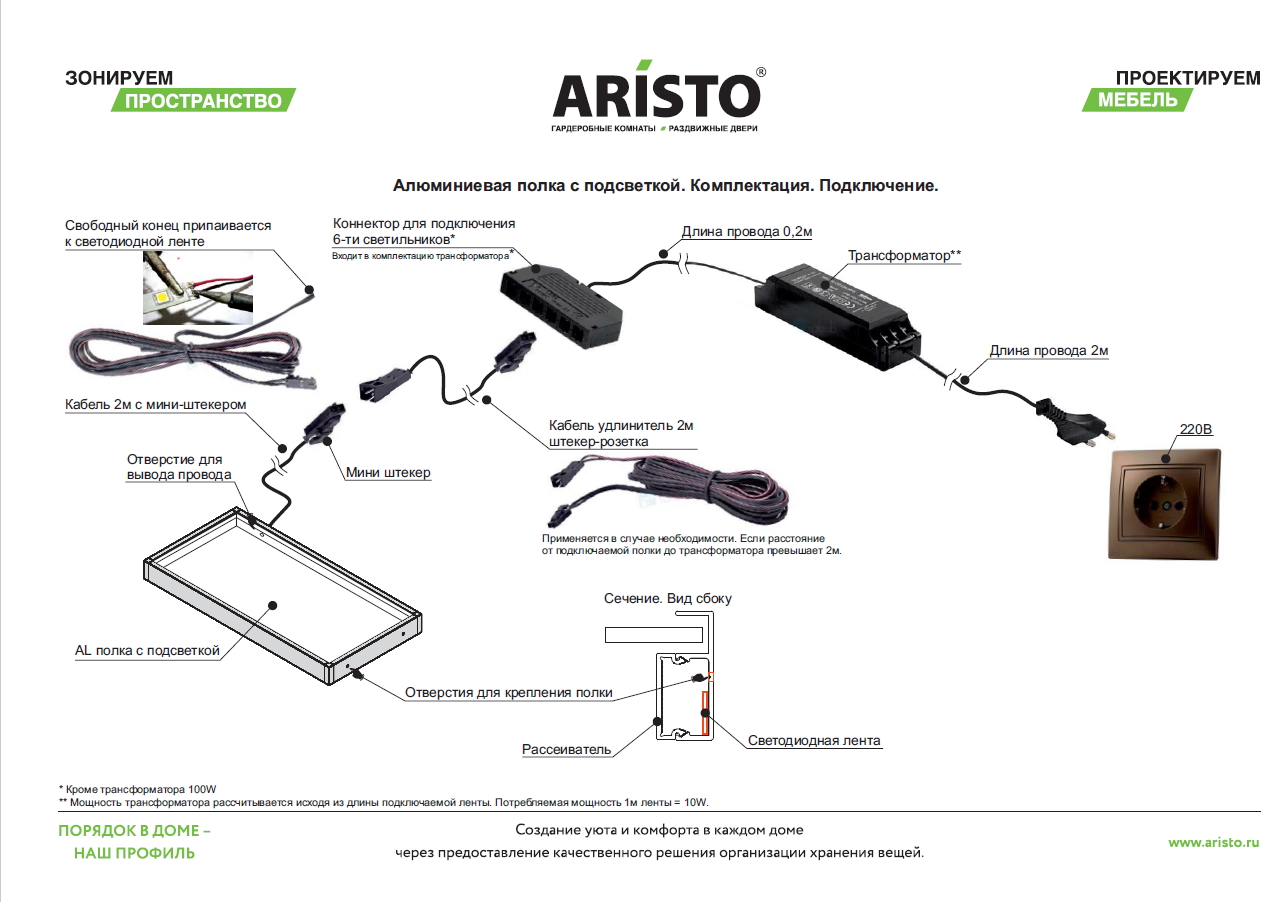 ЗОНИРУЕМ
ПРОСТРАНСТВО
ARISTO®
ГАРДЕРОБНЫЕ КОМНАТЫ РАЗДВИЖНЫЕ ДВЕРИ
ПРОЕКТИРУЕМ
МЕБЕЛЬ
Алюминиевая полка с подсветкой. Комплектация. Подключение.
Свободный конец припаивается
к светодиодной ленте
Коннектор для подключения
6-ти светильников*
Входит в комплектацию трансформатора*
Длина провода 0,2м
Трансформатор**
Длина провода 2м
Кабель 2м с мини-штекером
Кабель удлинитель 2м
штекер-розетка
220В
Отверстие для
вывода провода
Мини штекер
Применяется в случае необходимости. Если расстояние
от подключаемой полки до трансформатора превышает 2м.
Сечение. Вид сбоку
AL полка с подсветкой
Отверстия для крепления полки
Рассеиватель
Светодиодная лента
* Кроме трансформатора 100W
** Мощность трансформатора рассчитывается исходя из длины подключаемой ленты. Потребляемая мощность 1м ленты = 10W.
ПОРЯДОК В ДОМЕ –
НАШ ПРОФИЛЬ
Создание уюта и комфорта в каждом доме
через предоставление качественного решения организации хранения вещей.
www.aristo.ru